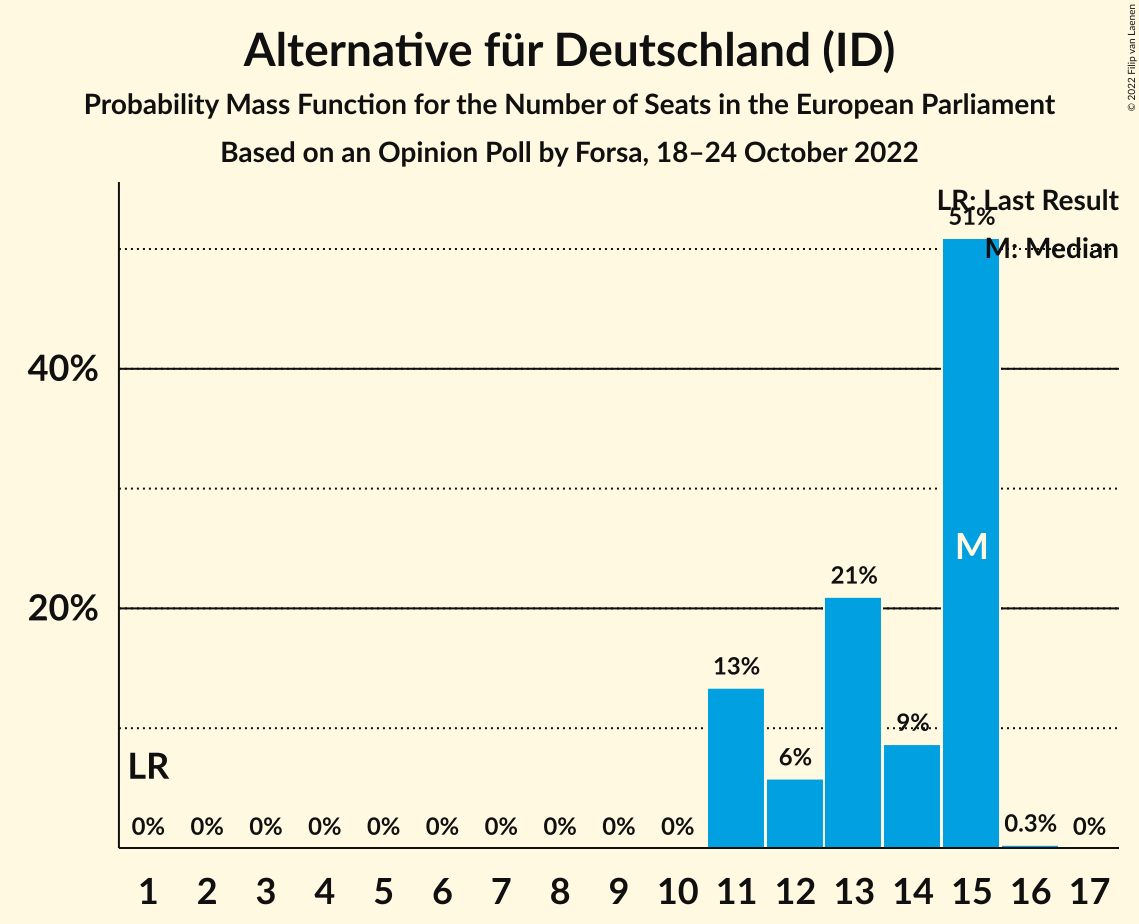 Alternative für Deutschland (ID)
Probability Mass Function for the Number of Seats in the European Parliament
Based on an Opinion Poll by Forsa, 18–24 October 2022
© 2022 Filip van Laenen
LR: Last Result
51%
M: Median
40%
M
21%
20%
13%
9%
6%
LR
0% 0% 0% 0% 0% 0% 0% 0% 0% 0% 0.3% 0%
1 2 3 4 5 6 7 8 9 10 11 12 13 14 15 16 17